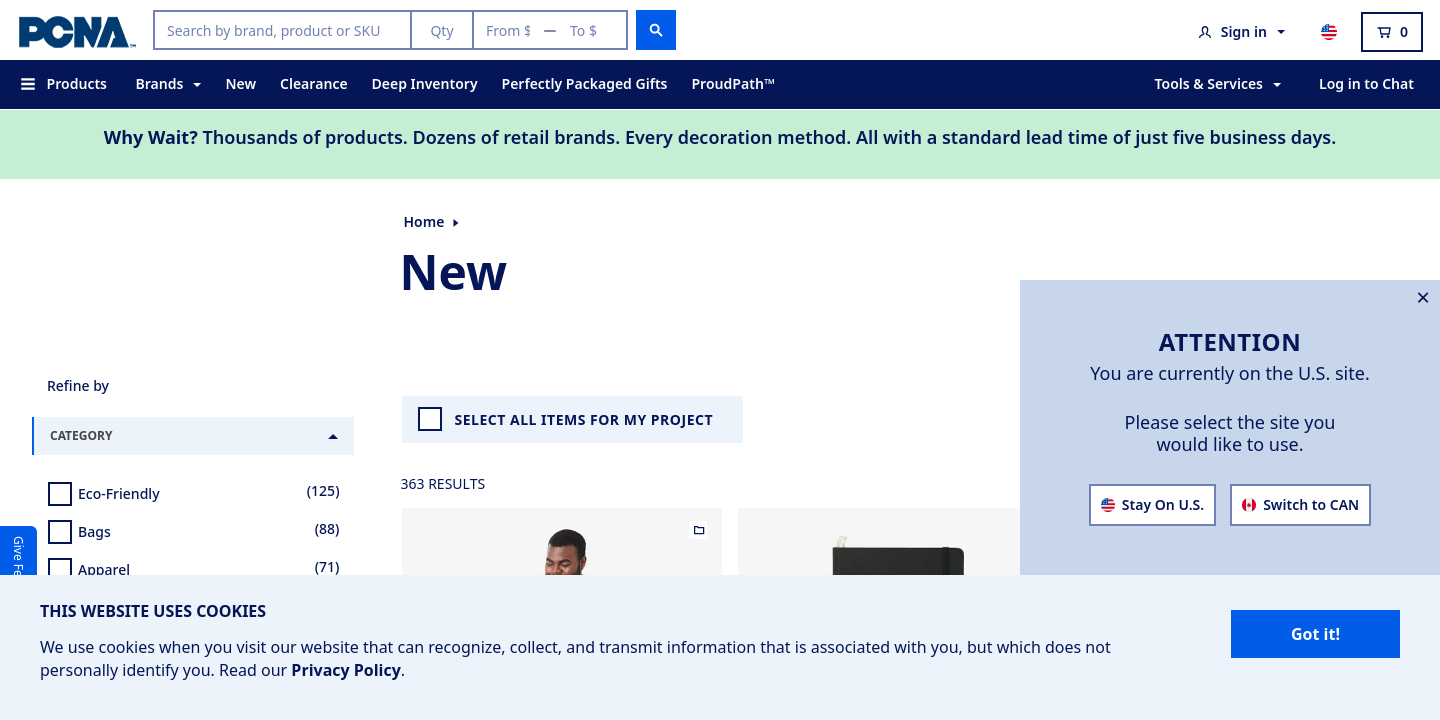 PCNA™
Search by brand, product or SKU
Qty
From $ — To $
Sign in
0
Products
Brands
New
Clearance
Deep Inventory
Perfectly Packaged Gifts
ProudPath™
Tools & Services
Log in to Chat
Why Wait? Thousands of products. Dozens of retail brands. Every decoration method. All with a standard lead time of just five business days.
Home
New
ATTENTION
You are currently on the U.S. site.
Please select the site you
would like to use.
Stay On U.S.
Switch to CAN
Refine by
CATEGORY
Eco-Friendly (125)
Bags (88)
Apparel (71)
SELECT ALL ITEMS FOR MY PROJECT
363 RESULTS
Give Fe
THIS WEBSITE USES COOKIES
We use cookies when you visit our website that can recognize, collect, and transmit information that is associated with you, but which does not
personally identify you. Read our Privacy Policy.
Got it!